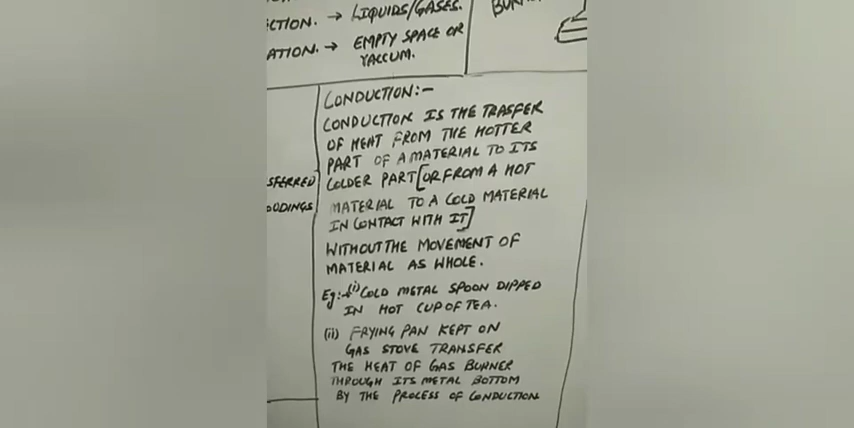 CTION. → LIQUIDS/GASES.
ATION. → EMPTY SPACE OR
VACCUM.
BURN
SFERRED
CONDUCTION:-
CONDUCTION IS THE TRASFER
OF HEAT FROM THE HOTTER
PART OF A MATERIAL TO ITS
COLDER PART [OR FROM A HOT
MATERIAL TO A COLD MATERIAL
IN CONTACT WITH IT]
WITHOUT THE MOVEMENT OF
MATERIAL AS WHOLE.
Eg:- (i) COLD METAL SPOON DIPPED
IN HOT CUP OF TEA.
(ii) FRYING PAN KEPT ON
GAS STOVE TRANSFER
THE HEAT OF GAS BURNER
THROUGH ITS METAL BOTTOM
BY THE PROCESS OF CONDUCTION